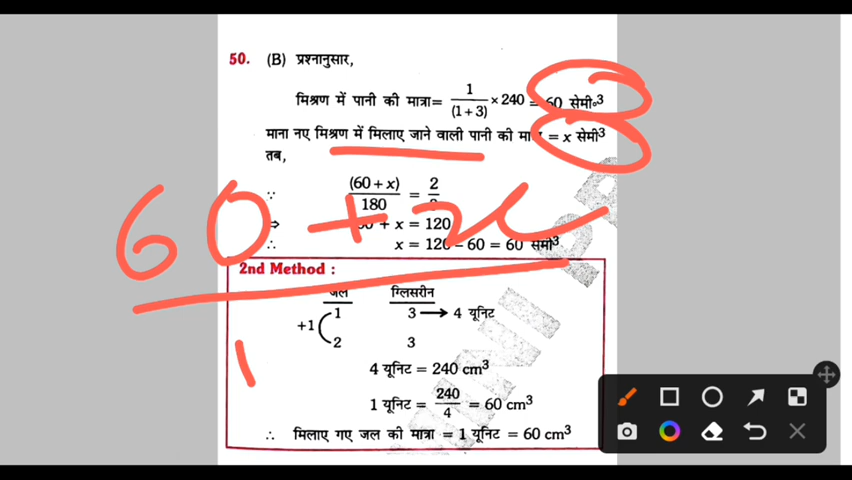 50. (B) प्रश्नानुसार,
मिश्रण में पानी की मात्रा = 1/(1+3) × 240 = 60 सेमी³
माना नए मिश्रण में मिलाए जाने वाली पानी की = x सेमी³
तब,
∵ (60 + x)/180 = 2
⇒ + x = 120
∴ x = 120 - 60 = 60 सेमी³
60 + x
2nd Method :
जल ग्लिसरीन
1 3 → 4 यूनिट
+1
2 3
1
4 यूनिट = 240 cm³
1 यूनिट = 240/4 = 60 cm³
∴ मिलाए गए जल की मात्रा = 1 यूनिट = 60 cm³